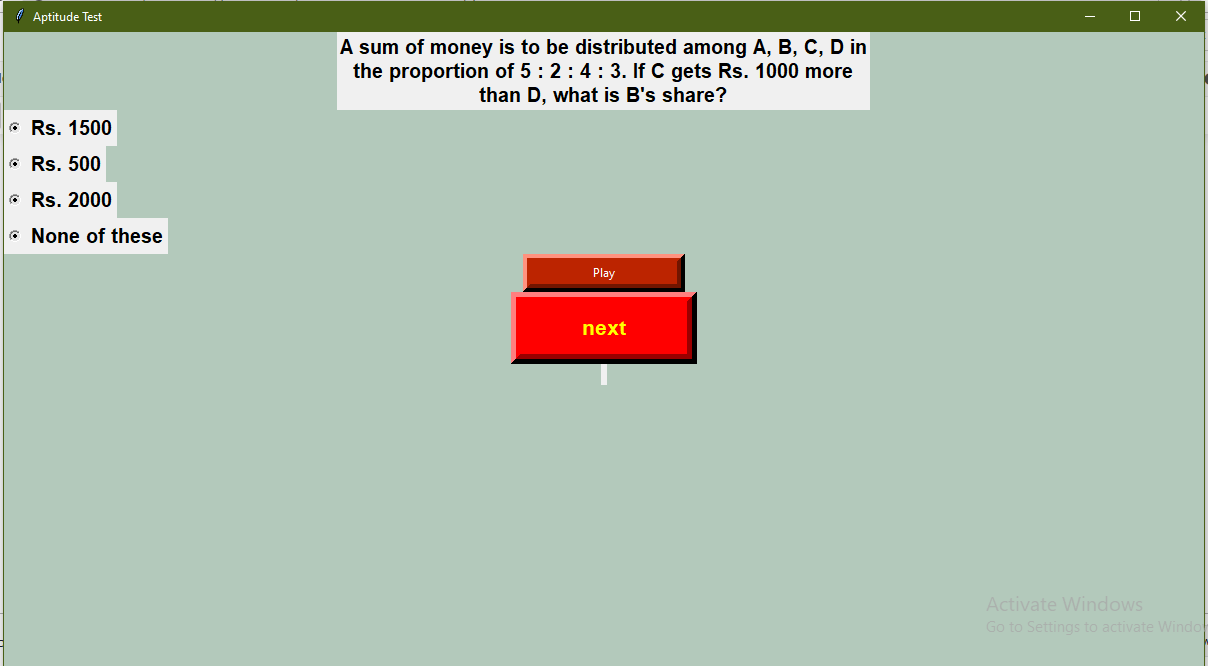 Aptitude Test
A sum of money is to be distributed among A, B, C, D in
the proportion of 5 : 2 : 4 : 3. If C gets Rs. 1000 more
than D, what is B's share?
Rs. 1500
Rs. 500
Rs. 2000
None of these
Play
next
Activate Windows
Go to Settings to activate Window